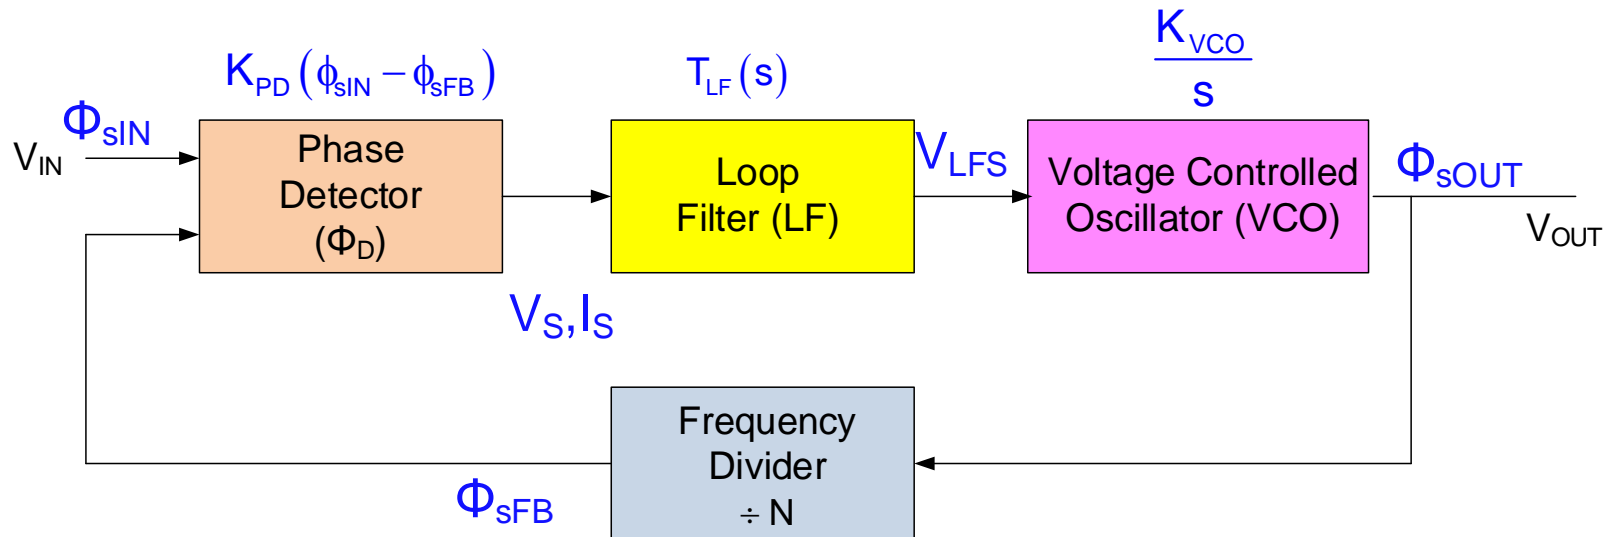 K_PD(ϕ_sIN − ϕ_sFB)
T_LF(s)
K_VCO
s
Φ_sIN
V_IN
Phase
Detector
(Φ_D)
V_S,I_S
Loop
Filter (LF)
V_LFS
Voltage Controlled
Oscillator (VCO)
Φ_sOUT
V_OUT
Frequency
Divider
÷ N
Φ_sFB